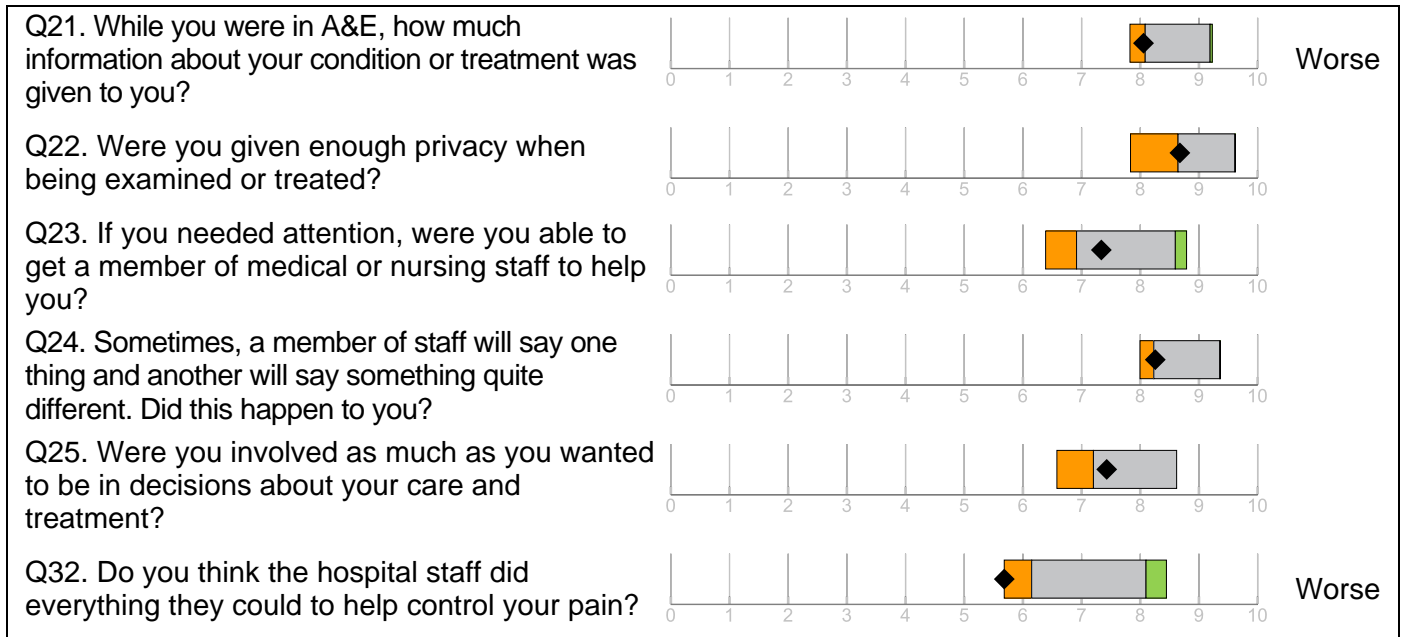 Q21. While you were in A&E, how much
information about your condition or treatment was
given to you?
0 1 2 3 4 5 6 7 8 9 10
Worse
Q22. Were you given enough privacy when
being examined or treated?
0 1 2 3 4 5 6 7 8 9 10
Q23. If you needed attention, were you able to
get a member of medical or nursing staff to help
you?
0 1 2 3 4 5 6 7 8 9 10
Q24. Sometimes, a member of staff will say one
thing and another will say something quite
different. Did this happen to you?
0 1 2 3 4 5 6 7 8 9 10
Q25. Were you involved as much as you wanted
to be in decisions about your care and
treatment?
0 1 2 3 4 5 6 7 8 9 10
Q32. Do you think the hospital staff did
everything they could to help control your pain?
0 1 2 3 4 5 6 7 8 9 10
Worse